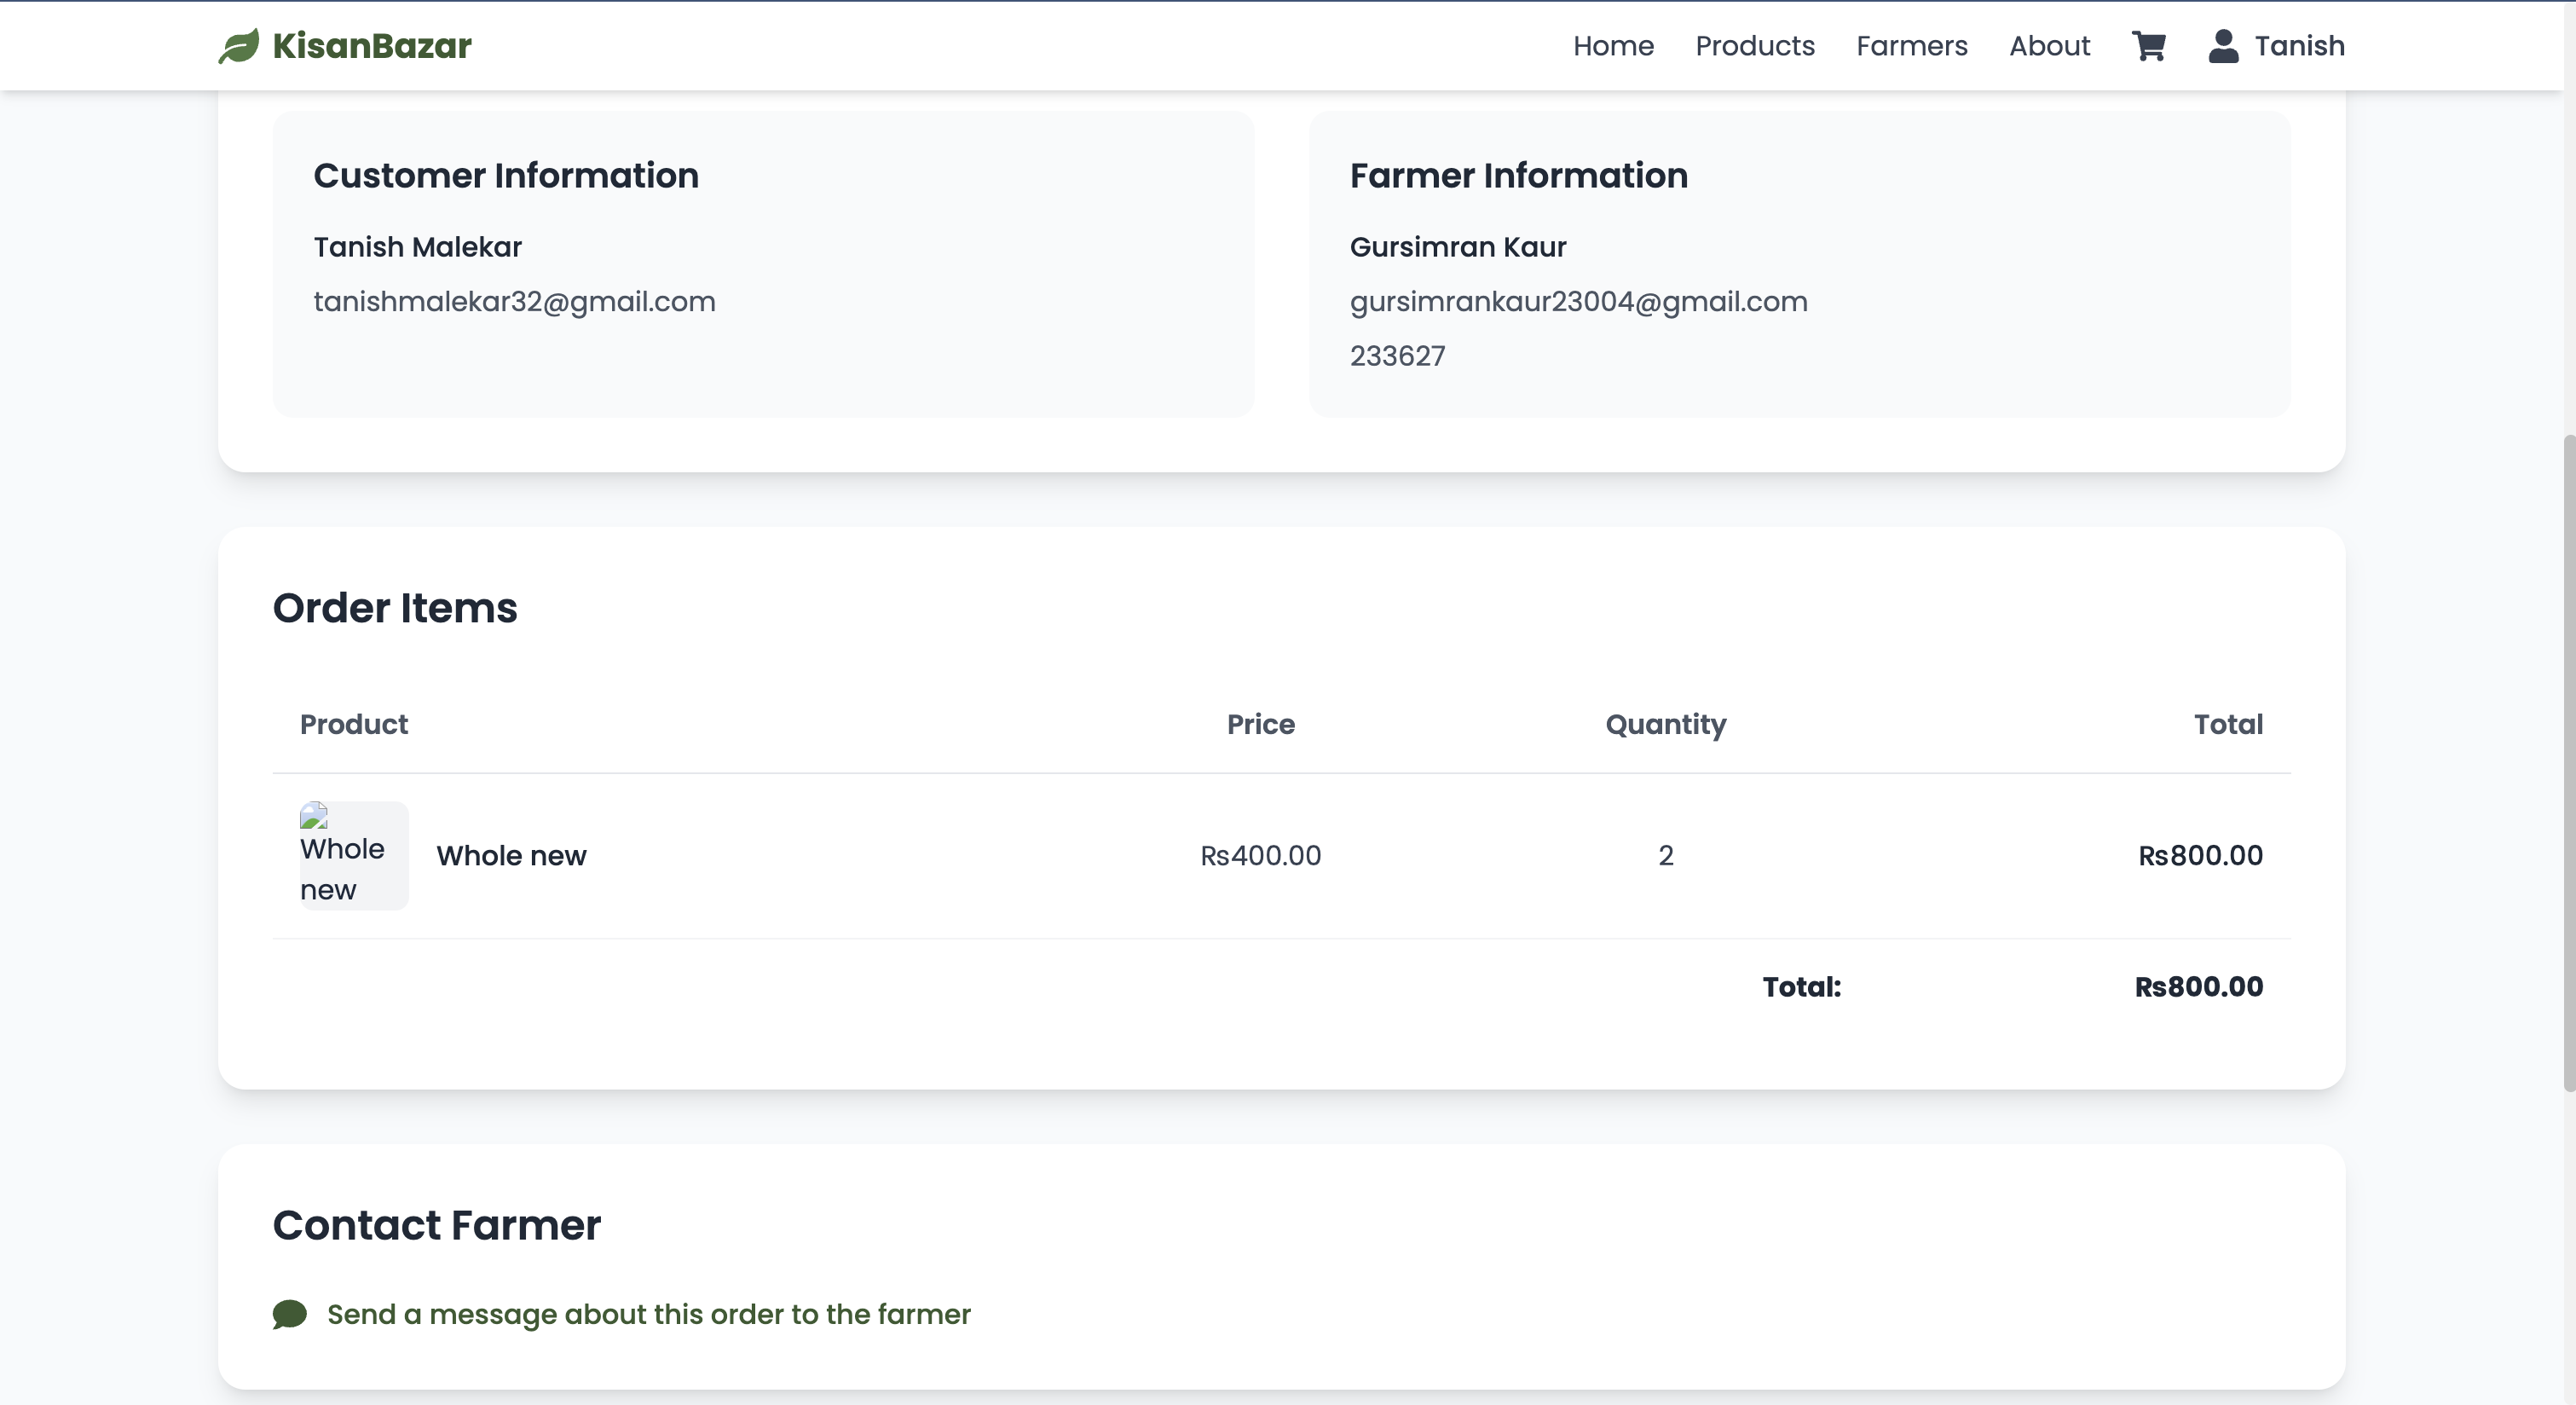 KisanBazar
Home Products Farmers About Tanish
Customer Information
Tanish Malekar
tanishmalekar32@gmail.com
Farmer Information
Gursimran Kaur
gursimrankaur23004@gmail.com
233627
Order Items
Product Price Quantity Total
Whole
new
Whole new ₨400.00 2 ₨800.00
Total: ₨800.00
Contact Farmer
Send a message about this order to the farmer